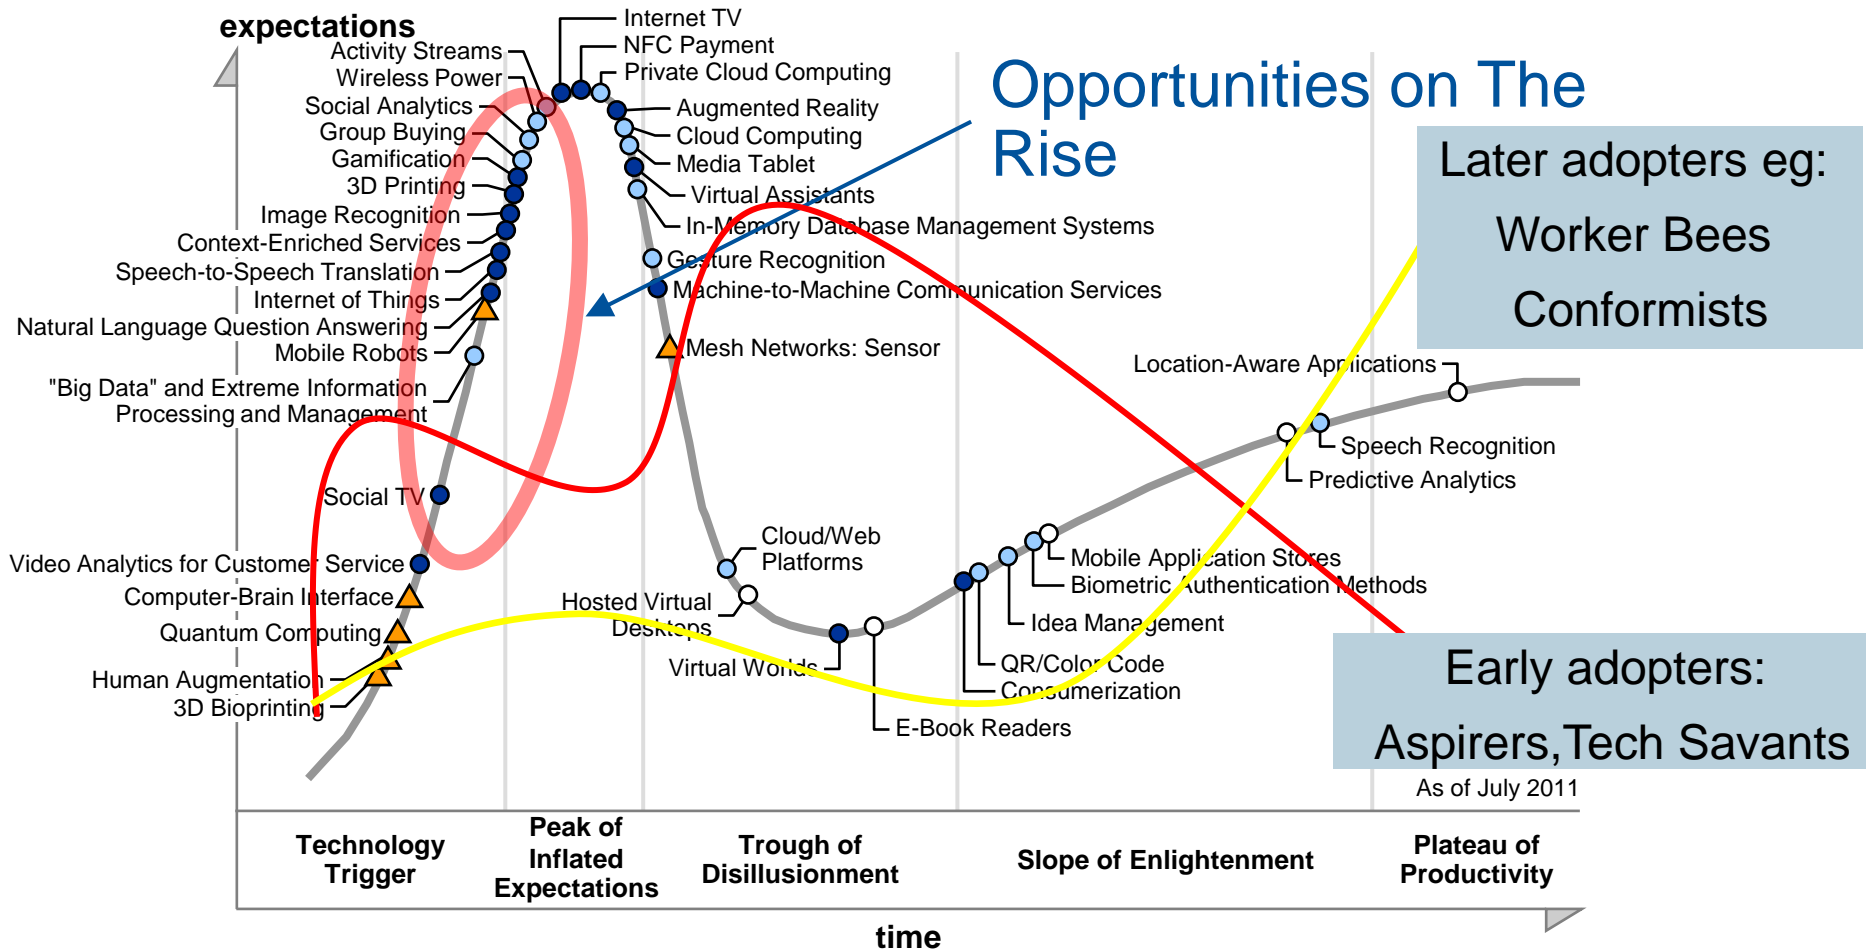 expectations
Activity Streams
Wireless Power
Social Analytics
Group Buying
Gamification
3D Printing
Image Recognition
Context-Enriched Services
Speech-to-Speech Translation
Internet of Things
Natural Language Question Answering
Mobile Robots
"Big Data" and Extreme Information
Processing and Management
Social TV
Video Analytics for Customer Service
Computer-Brain Interface
Quantum Computing
Human Augmentation
3D Bioprinting
Internet TV
NFC Payment
Private Cloud Computing
Augmented Reality
Cloud Computing
Media Tablet
Virtual Assistants
In-Memory Database Management Systems
Gesture Recognition
Machine-to-Machine Communication Services
Mesh Networks: Sensor
Opportunities on The
Rise
Later adopters eg:
Worker Bees
Conformists
Location-Aware Applications
Speech Recognition
Predictive Analytics
Cloud/Web
Platforms
Hosted Virtual
Desktops
Virtual Worlds
Mobile Application Stores
Biometric Authentication Methods
Idea Management
QR/Color Code
Consumerization
E-Book Readers
Early adopters:
Aspirers,Tech Savants
As of July 2011
Technology
Trigger
Peak of
Inflated
Expectations
Trough of
Disillusionment
Slope of Enlightenment
Plateau of
Productivity
time